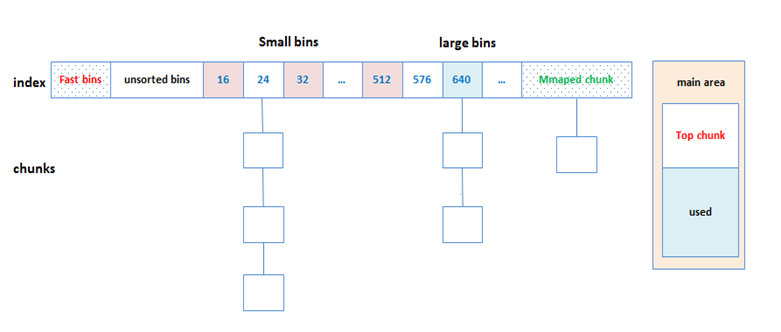 Small bins
large bins
index
Fast bins
unsorted bins
16
24
32
...
512
576
640
...
Mmaped chunk
main area
Top chunk
used
chunks